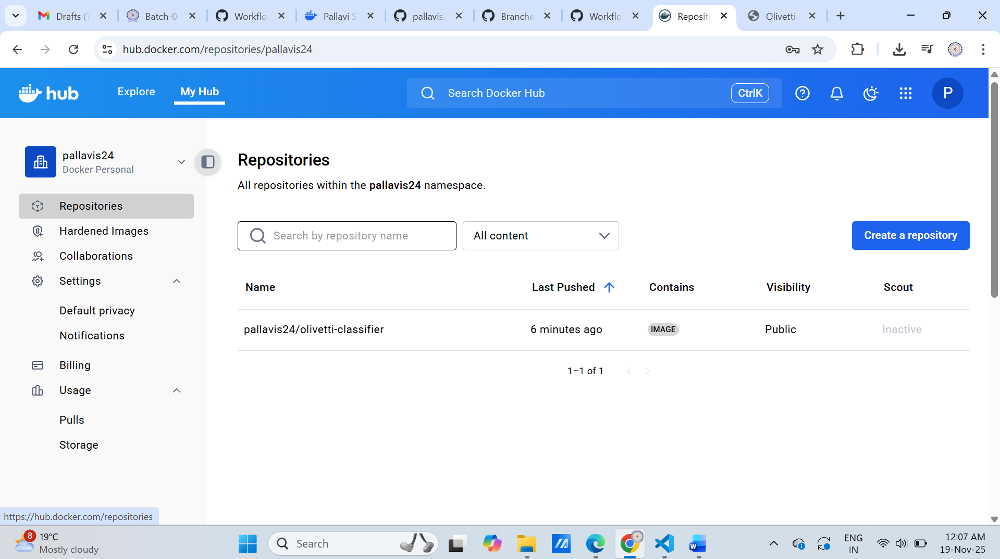 Drafts (7
Batch-04
Workflo
Pallavi S
pallavis2
Branche
Workflo
Reposito
Olivetti
hub.docker.com/repositories/pallavis24
hub
Explore
My Hub
Search Docker Hub
CtrlK
P
pallavis24
Docker Personal
Repositories
Hardened Images
Collaborations
Settings
Default privacy
Notifications
Billing
Usage
Pulls
Storage
Repositories
All repositories within the pallavis24 namespace.
Search by repository name
All content
Create a repository
Name
Last Pushed
Contains
Visibility
Scout
pallavis24/olivetti-classifier
6 minutes ago
IMAGE
Public
Inactive
1–1 of 1
https://hub.docker.com/repositories
8
19°C
Mostly cloudy
Search
ENG
IN
12:07 AM
19-Nov-25